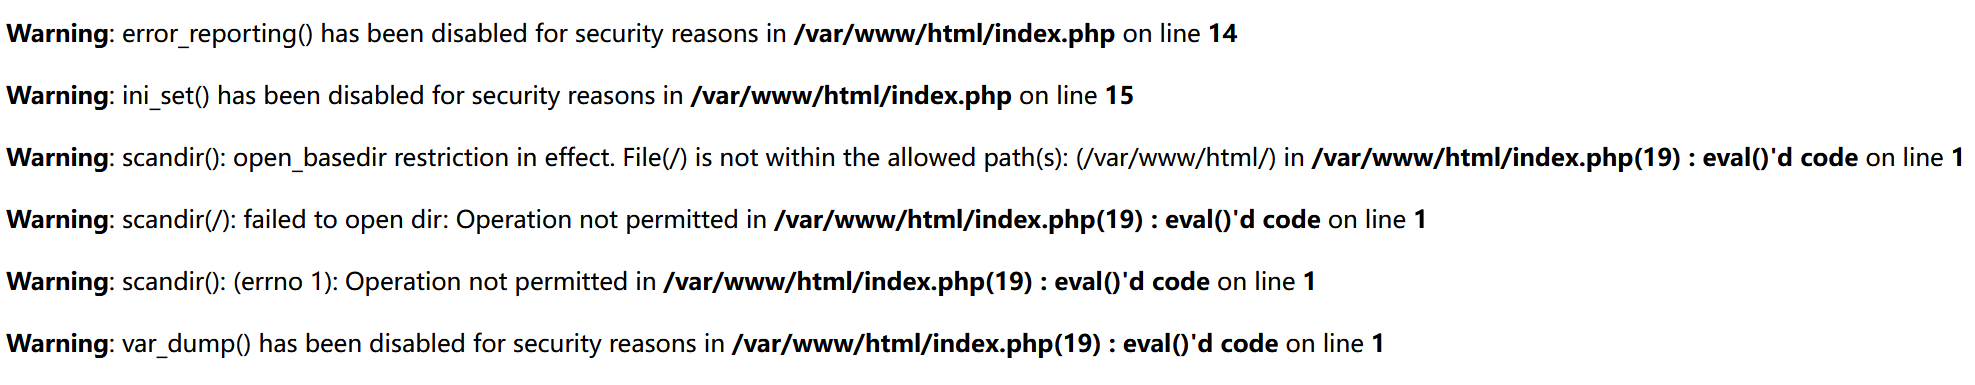 Warning: error_reporting() has been disabled for security reasons in /var/www/html/index.php on line 14
Warning: ini_set() has been disabled for security reasons in /var/www/html/index.php on line 15
Warning: scandir(): open_basedir restriction in effect. File(/) is not within the allowed path(s): (/var/www/html/) in /var/www/html/index.php(19) : eval()'d code on line 1
Warning: scandir(/): failed to open dir: Operation not permitted in /var/www/html/index.php(19) : eval()'d code on line 1
Warning: scandir(): (errno 1): Operation not permitted in /var/www/html/index.php(19) : eval()'d code on line 1
Warning: var_dump() has been disabled for security reasons in /var/www/html/index.php(19) : eval()'d code on line 1